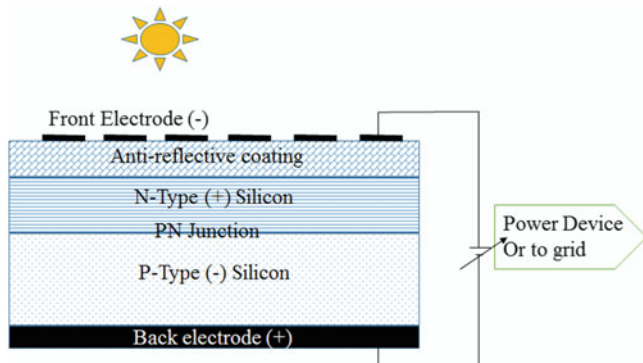 Front Electrode (-)
Anti-reflective coating
N-Type (+) Silicon
PN Junction
P-Type (-) Silicon
Back electrode (+)
Power Device
Or to grid